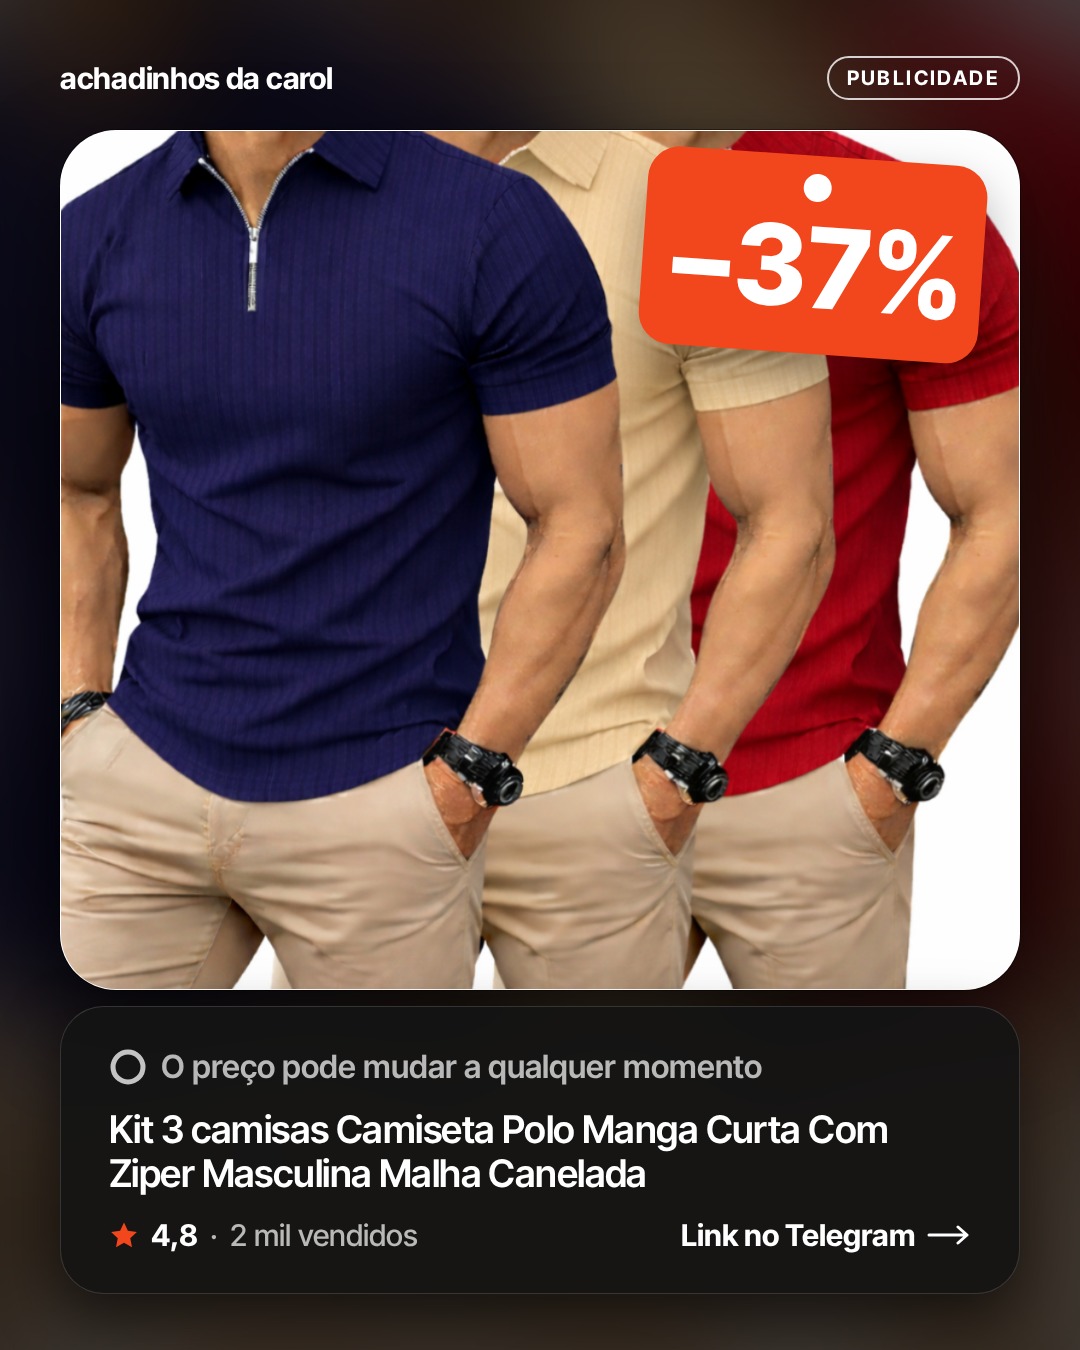 achadinhos da carol
PUBLICIDADE
–37%
O preço pode mudar a qualquer momento
Kit 3 camisas Camiseta Polo Manga Curta Com
Ziper Masculina Malha Canelada
4,8 · 2 mil vendidos
Link no Telegram →